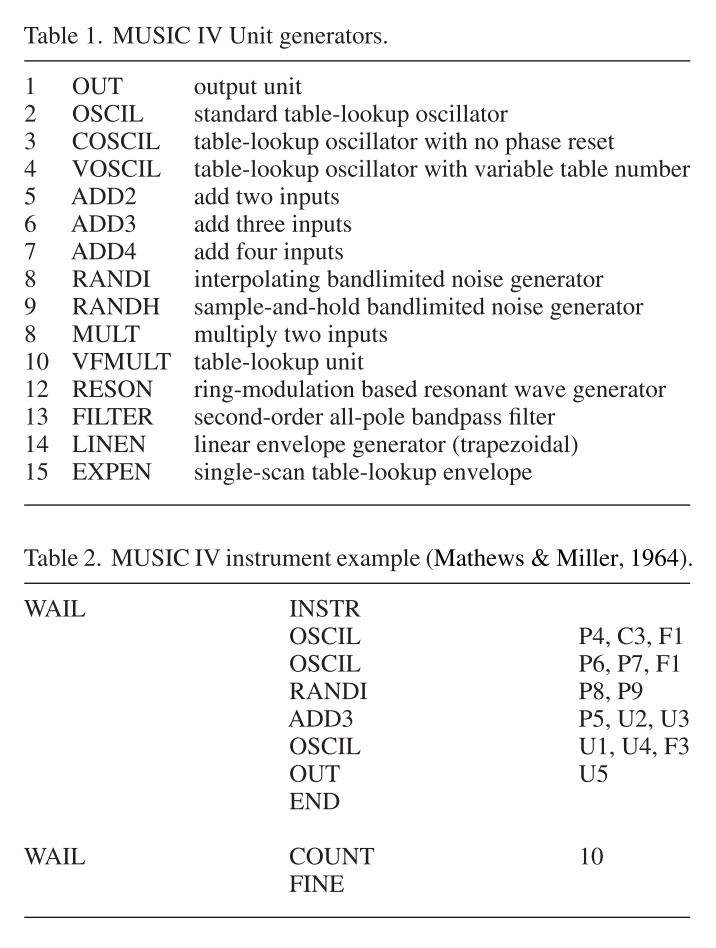 Table 1. MUSIC IV Unit generators.
1 OUT output unit
2 OSCIL standard table-lookup oscillator
3 COSCIL table-lookup oscillator with no phase reset
4 VOSCIL table-lookup oscillator with variable table number
5 ADD2 add two inputs
6 ADD3 add three inputs
7 ADD4 add four inputs
8 RANDI interpolating bandlimited noise generator
9 RANDH sample-and-hold bandlimited noise generator
8 MULT multiply two inputs
10 VFMULT table-lookup unit
12 RESON ring-modulation based resonant wave generator
13 FILTER second-order all-pole bandpass filter
14 LINEN linear envelope generator (trapezoidal)
15 EXPEN single-scan table-lookup envelope
Table 2. MUSIC IV instrument example (Mathews & Miller, 1964).
WAIL INSTR
OSCIL P4, C3, F1
OSCIL P6, P7, F1
RANDI P8, P9
ADD3 P5, U2, U3
OSCIL U1, U4, F3
OUT U5
END
WAIL COUNT 10
FINE